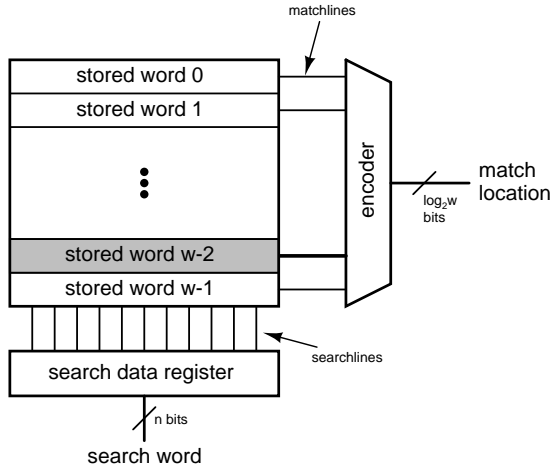 matchlines
stored word 0
stored word 1
encoder
match
location
log₂w
bits
stored word w-2
stored word w-1
searchlines
search data register
n bits
search word